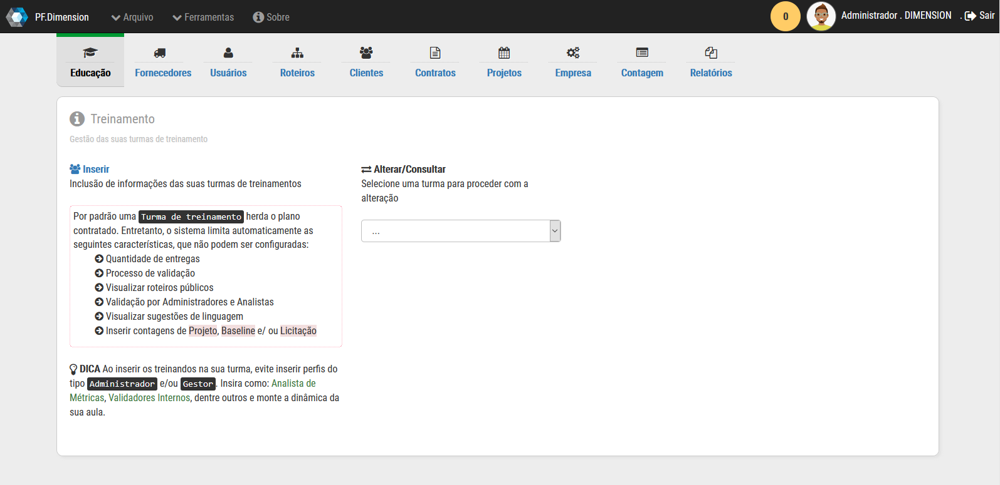 PF.Dimension Arquivo Ferramentas Sobre 0 Administrador . DIMENSION . Sair
Educação Fornecedores Usuários Roteiros Clientes Contratos Projetos Empresa Contagem Relatórios
Treinamento
Gestão das suas turmas de treinamento
Inserir
Inclusão de informações das suas turmas de treinamentos
Por padrão uma Turma de treinamento herda o plano
contratado. Entretanto, o sistema limita automaticamente as
seguintes características, que não podem ser configuradas:
Quantidade de entregas
Processo de validação
Visualizar roteiros públicos
Validação por Administradores e Analistas
Visualizar sugestões de linguagem
Inserir contagens de Projeto, Baseline e/ ou Licitação
DICA Ao inserir os treinandos na sua turma, evite inserir perfis do
tipo Administrador e/ou Gestor. Insira como: Analista de
Métricas, Validadores Internos, dentre outros e monte a dinâmica da
sua aula.
Alterar/Consultar
Selecione uma turma para proceder com a
alteração
...